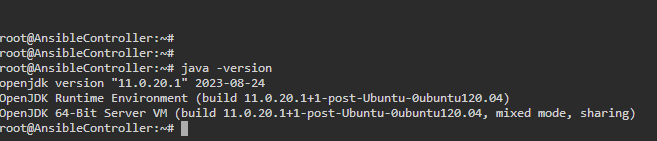 root@AnsibleController:~#
root@AnsibleController:~#
root@AnsibleController:~# java -version
openjdk version "11.0.20.1" 2023-08-24
OpenJDK Runtime Environment (build 11.0.20.1+1-post-Ubuntu-0ubuntu120.04)
OpenJDK 64-Bit Server VM (build 11.0.20.1+1-post-Ubuntu-0ubuntu120.04, mixed mode, sharing)
root@AnsibleController:~#